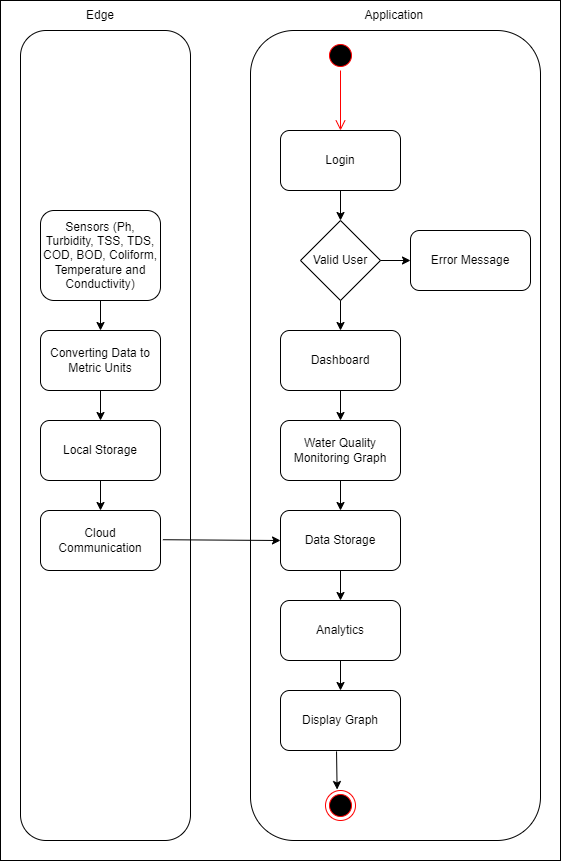 Edge
Application
Login
Sensors (Ph,
Turbidity, TSS, TDS,
COD, BOD, Coliform,
Temperature and
Conductivity)
Valid User
Error Message
Converting Data to
Metric Units
Dashboard
Local Storage
Water Quality
Monitoring Graph
Cloud
Communication
Data Storage
Analytics
Display Graph